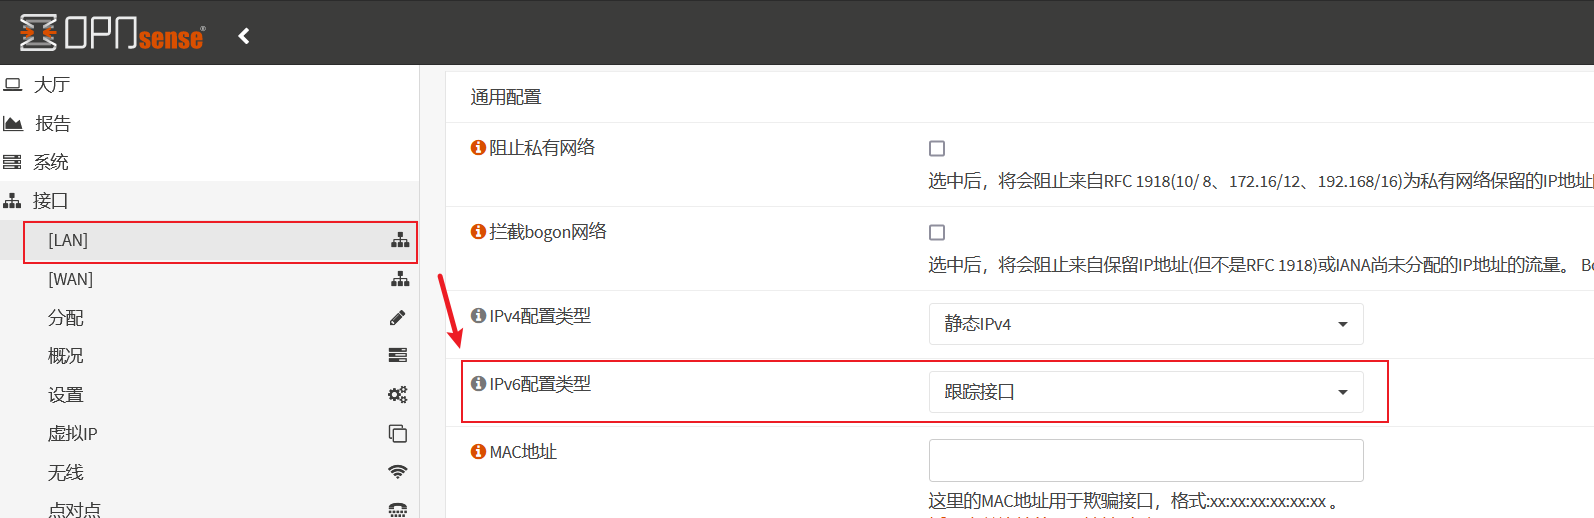 OPNsense
大厅
报告
系统
接口
[LAN]
[WAN]
分配
概况
设置
虚拟IP
无线
点对点
通用配置
阻止私有网络
选中后，将会阻止来自RFC 1918(10/ 8、172.16/12、192.168/16)为私有网络保留的IP地址
拦截bogon网络
选中后，将会阻止来自保留IP地址(但不是RFC 1918)或IANA尚未分配的IP地址的流量。 Bo
IPv4配置类型
静态IPv4
IPv6配置类型
跟踪接口
MAC地址
这里的MAC地址用于欺骗接口，格式:xx:xx:xx:xx:xx:xx 。